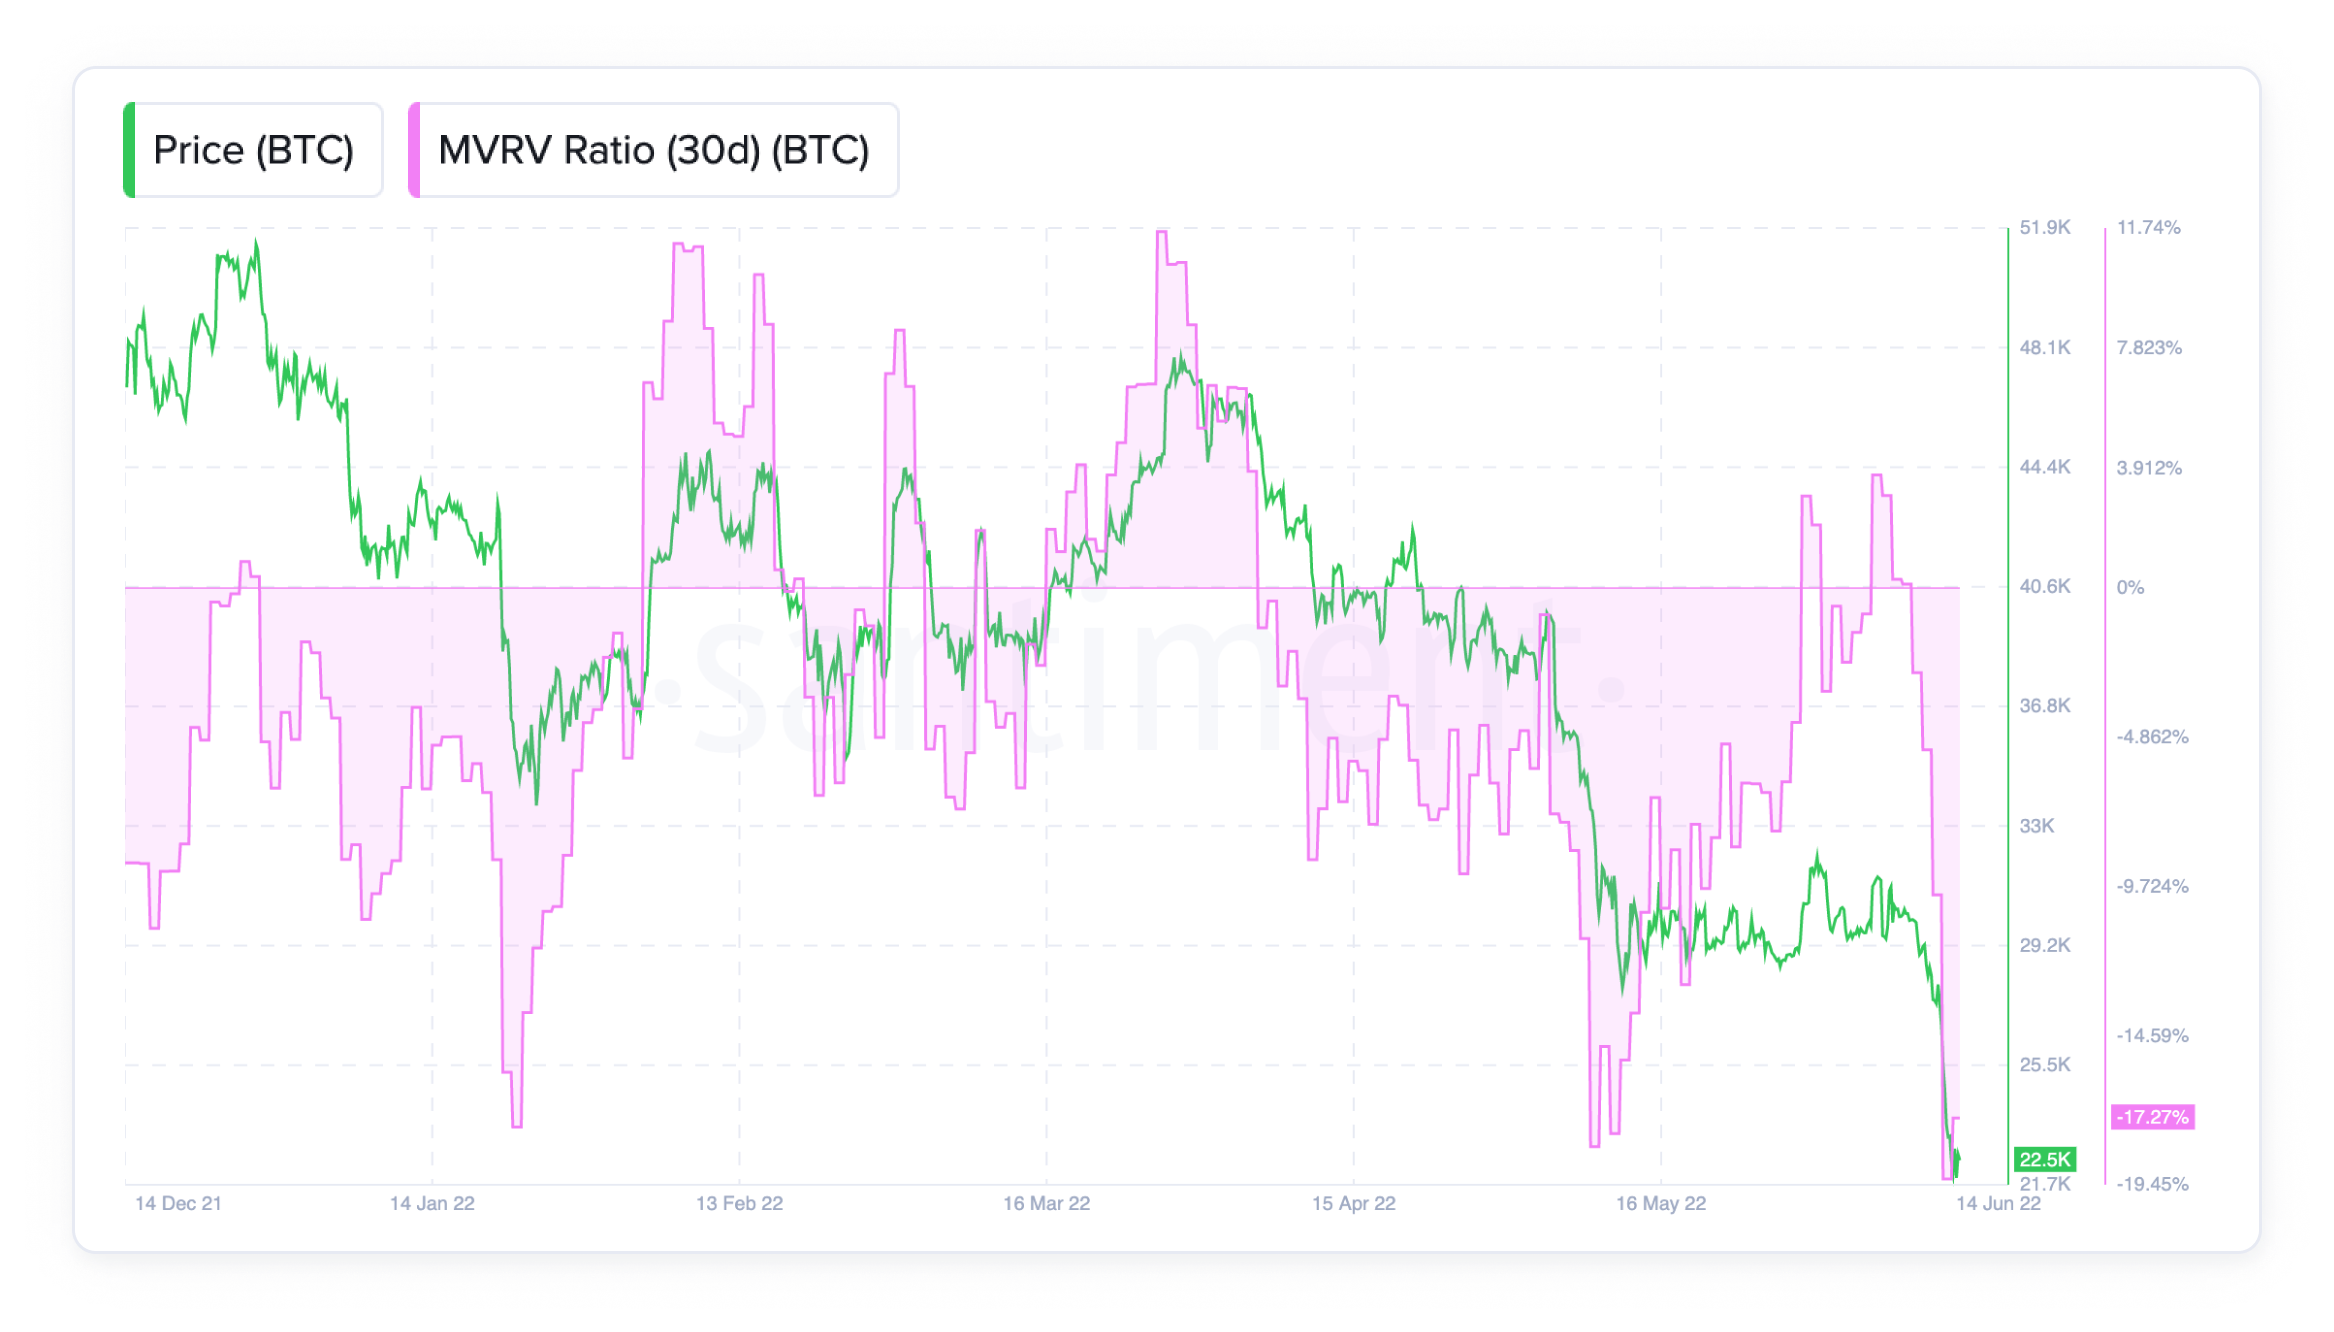 Price (BTC)
MVRV Ratio (30d) (BTC)
51.9K
48.1K
44.4K
40.6K
36.8K
33K
29.2K
25.5K
22.5K
21.7K
11.74%
7.823%
3.912%
0%
-4.862%
-9.724%
-14.59%
-17.27%
-19.45%
·santiment·
14 Dec 21
14 Jan 22
13 Feb 22
16 Mar 22
15 Apr 22
16 May 22
14 Jun 22